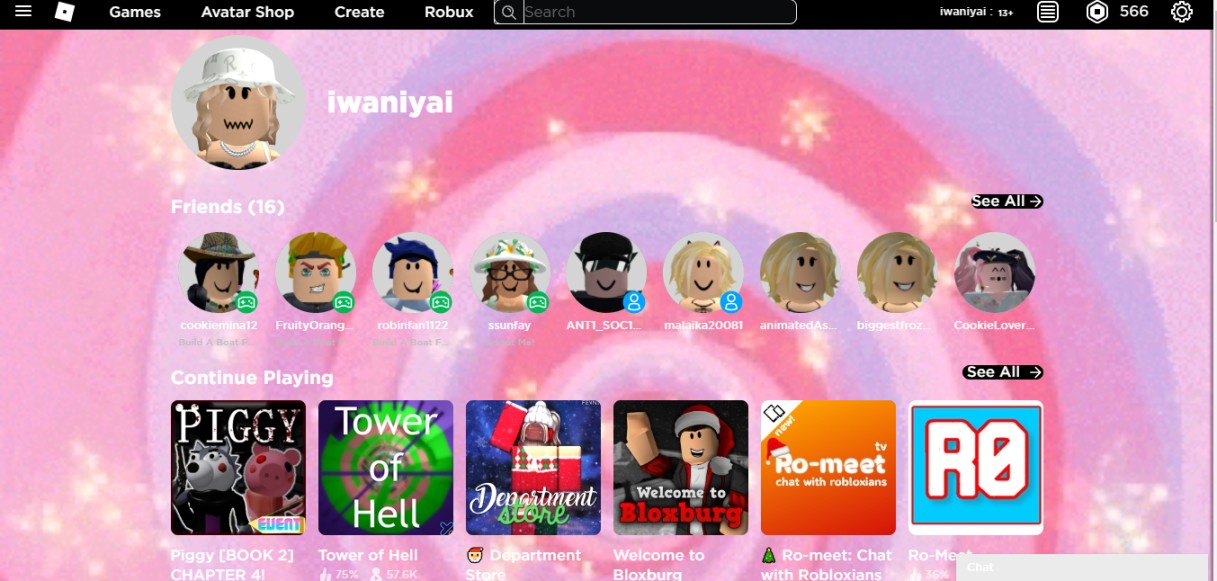 Games Avatar Shop Create Robux Search iwaniyai : 13+ 566
iwaniyai
Friends (16)
See All
cookiemina12 FruityOrang... robinfan1122 ssunfay ANT1_SOC1... malaika20081 animatedAs... biggestfroz... CookieLover...
Build A Boat F... Build A Boat F...
Continue Playing
See All
PIGGY
EVENT
Tower
of
Hell
Department
store
Welcome to
Bloxburg
new!
tv
Ro-meet
chat with robloxians
RO
Piggy [BOOK 2]
CHAPTER 4!
Tower of Hell
75% 57.6K
Department
Store
Welcome to
Bloxburg
Ro-meet: Chat
with Robloxians
Ro-Meet
36%
Chat